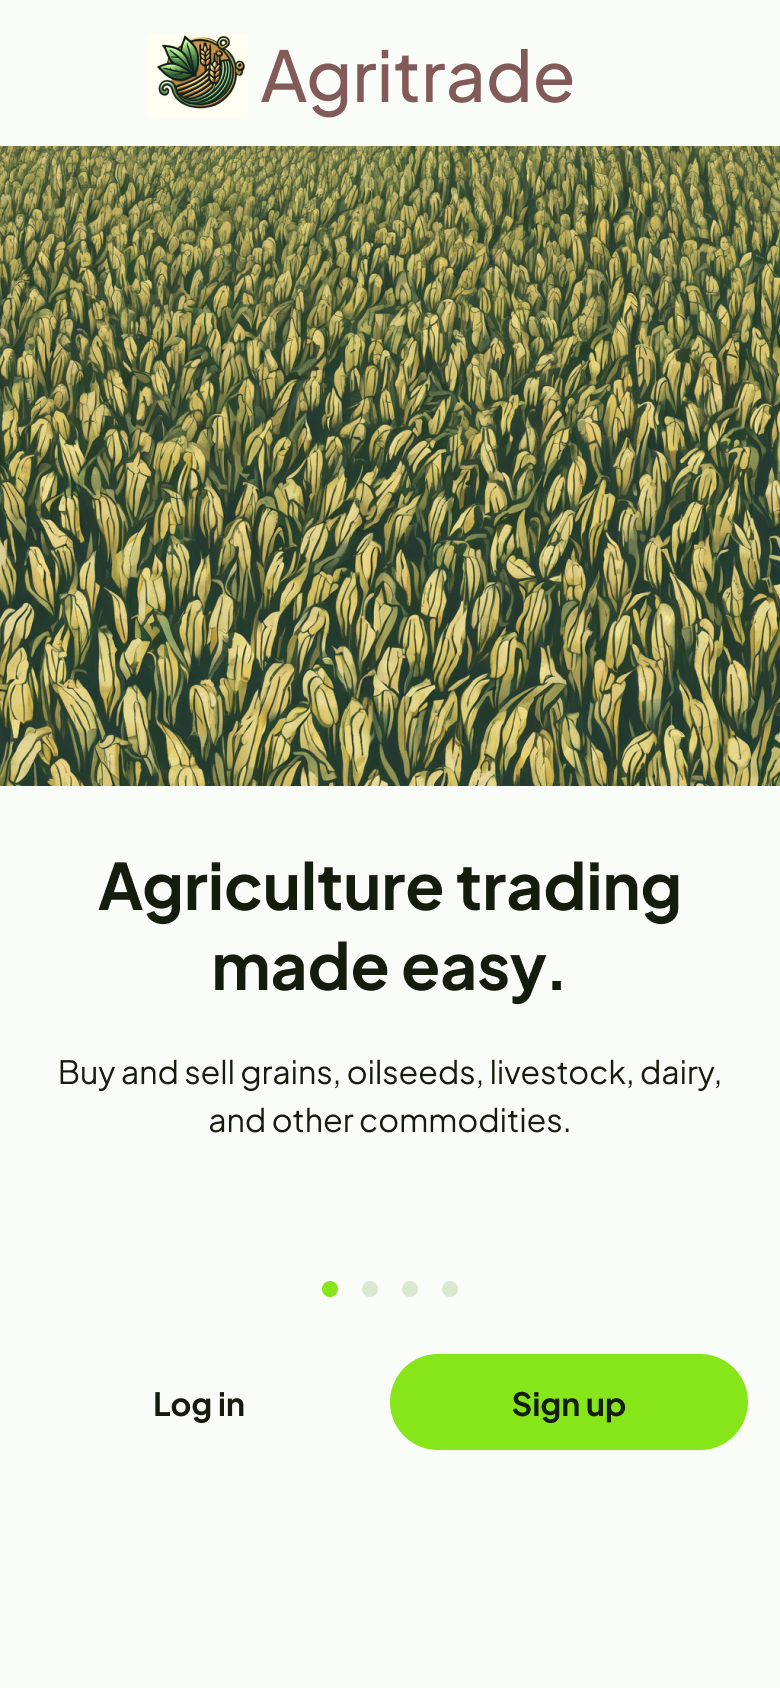 Agritrade
Agriculture trading
made easy.
Buy and sell grains, oilseeds, livestock, dairy,
and other commodities.
Log in
Sign up